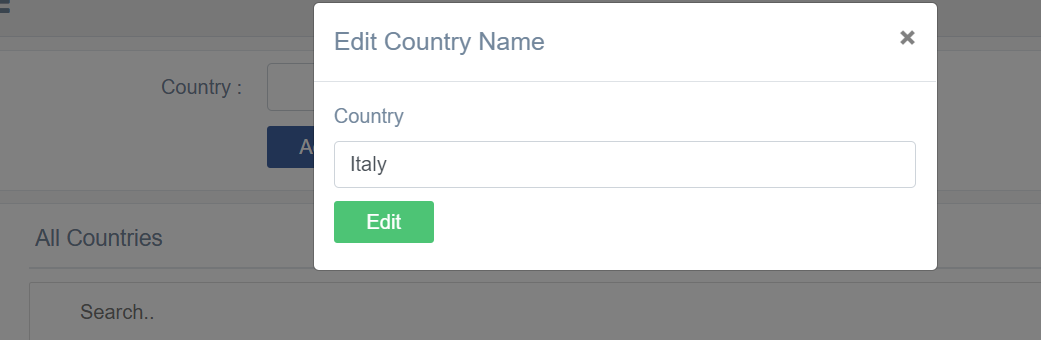 Edit Country Name
×
Country :
Country
Italy
Edit
All Countries
Search..